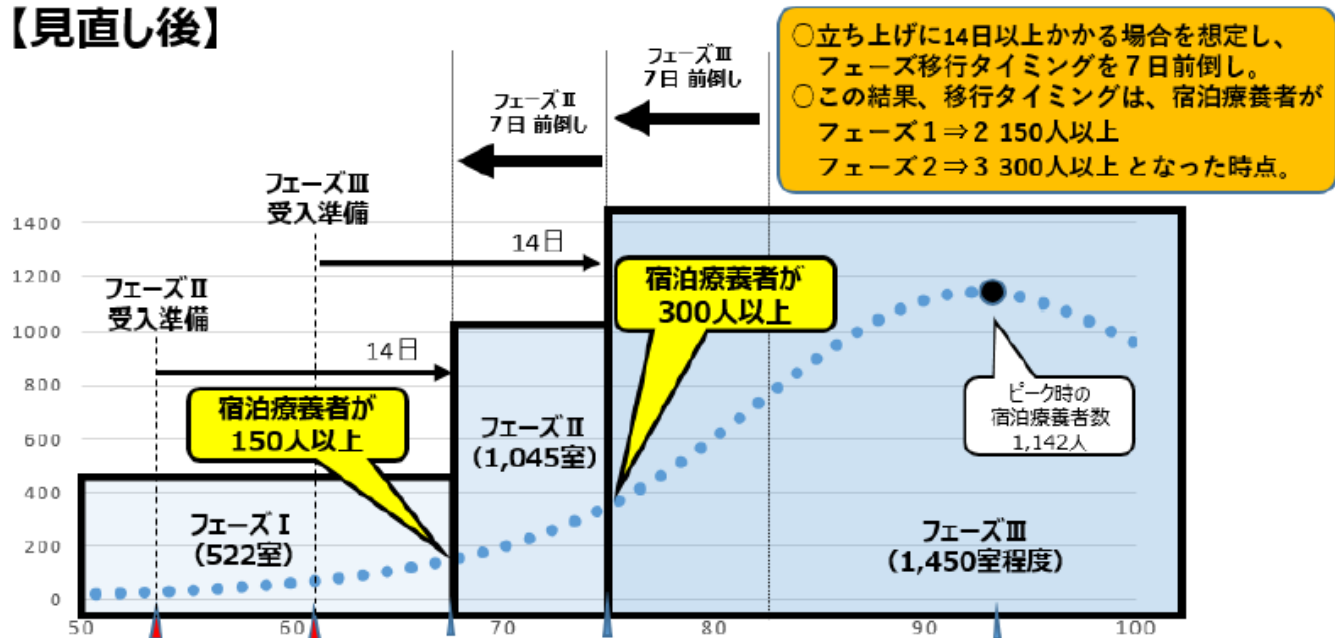 【見直し後】
○立ち上げに14日以上かかる場合を想定し、
フェーズ移行タイミングを７日前倒し。
○この結果、移行タイミングは、宿泊療養者が
フェーズ１⇒２ 150人以上
フェーズ２⇒３ 300人以上 となった時点。
フェーズⅢ
7日 前倒し
フェーズⅡ
7日 前倒し
フェーズⅢ
受入準備
14日
フェーズⅡ
受入準備
14日
宿泊療養者が
300人以上
宿泊療養者が
150人以上
フェーズⅡ
（1,045室）
ピーク時の
宿泊療養者数
1,142人
フェーズⅠ
（522室）
フェーズⅢ
（1,450室程度）
1400
1200
1000
800
600
400
200
0
50 60 70 80 90 100